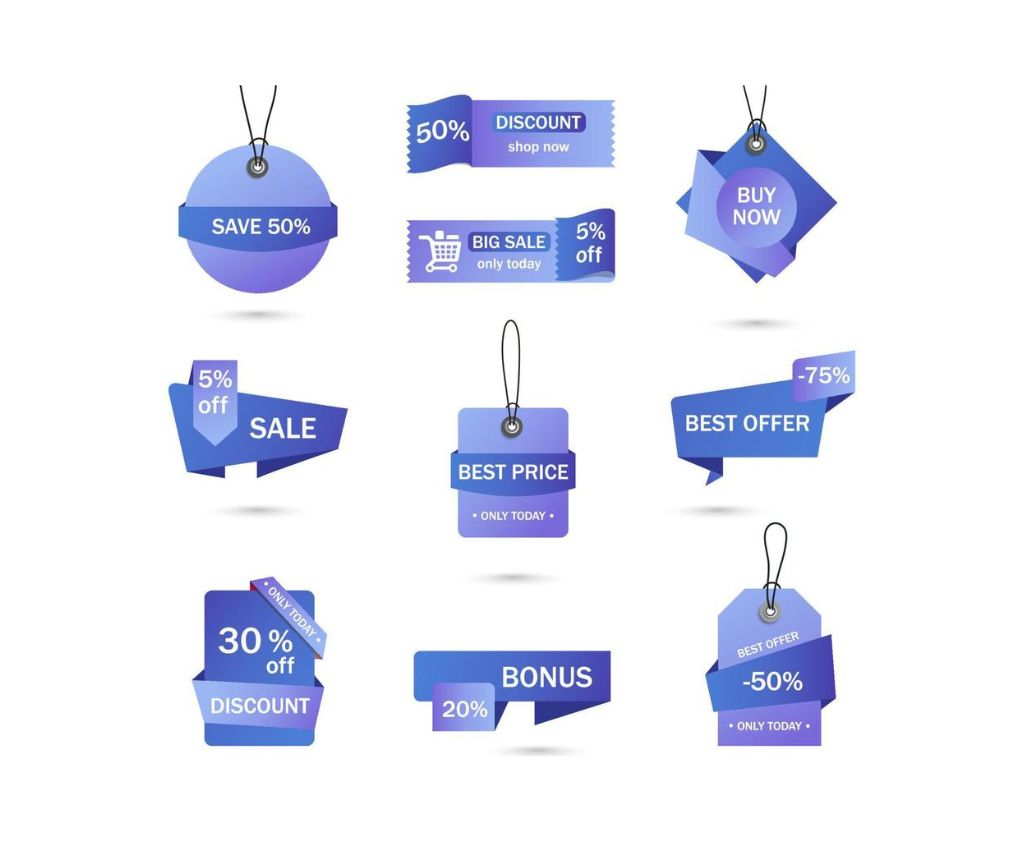 SAVE 50%
50%
DISCOUNT
shop now
BUY
NOW
BIG SALE
only today
5%
off
5%
off
SALE
BEST PRICE
• ONLY TODAY •
-75%
BEST OFFER
• ONLY TODAY •
30 %
off
DISCOUNT
BONUS
20%
BEST OFFER
-50%
• ONLY TODAY •